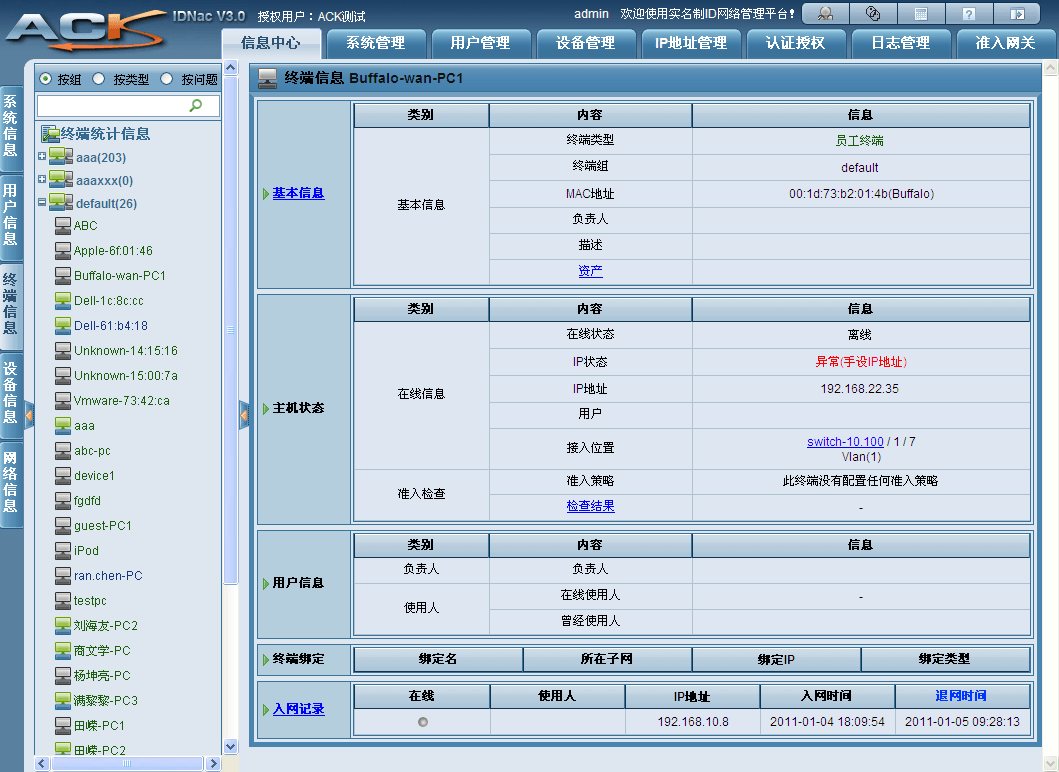 ACK IDNac V3.0 授权用户：ACK测试
admin 欢迎使用实名制ID网络管理平台!
信息中心 系统管理 用户管理 设备管理 IP地址管理 认证授权 日志管理 准入网关
系统信息
用户信息
终端信息
设备信息
网络信息
按组 按类型 按问题
终端统计信息
aaa(203)
aaaxxx(0)
default(26)
ABC
Apple-6f:01:46
Buffalo-wan-PC1
Dell-1c:8c:cc
Dell-61:b4:18
Unknown-14:15:16
Unknown-15:00:7a
Vmware-73:42:ca
aaa
abc-pc
device1
fgdfd
guest-PC1
iPod
ran.chen-PC
testpc
刘海友-PC2
商文学-PC
杨坤亮-PC
满黎黎-PC3
田嵘-PC1
田嵘-PC2
终端信息 Buffalo-wan-PC1
基本信息
类别 内容 信息
基本信息
终端类型 员工终端
终端组 default
MAC地址 00:1d:73:b2:01:4b(Buffalo)
负责人
描述
资产
主机状态
类别 内容 信息
在线信息
在线状态 离线
IP状态 异常(手设IP地址)
IP地址 192.168.22.35
用户
接入位置 switch-10.100 / 1 / 7
Vlan(1)
准入检查
准入策略 此终端没有配置任何准入策略
检查结果 -
用户信息
类别 内容 信息
负责人 负责人
使用人
在线使用人 -
曾经使用人
终端绑定
绑定名 所在子网 绑定IP 绑定类型
入网记录
在线 使用人 IP地址 入网时间 退网时间
192.168.10.8 2011-01-04 18:09:54 2011-01-05 09:28:13